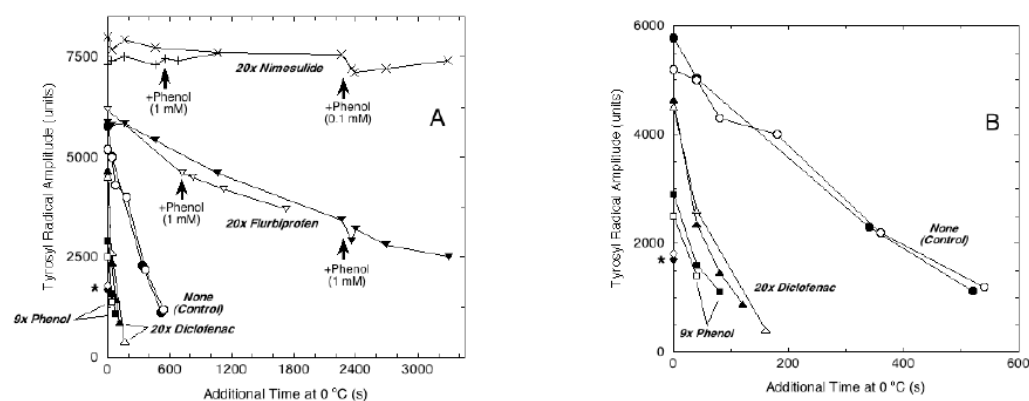 A
Tyrosyl Radical Amplitude (units)
7500
5000
2500
0
20x Nimesulide
+Phenol
(1 mM)
+Phenol
(0.1 mM)
+Phenol
(1 mM)
20x Flurbiprofen
+Phenol
(1 mM)
*
None
(Control)
9x Phenol
20x Diclofenac
0
600
1200
1800
2400
3000
Additional Time at 0 °C (s)
B
Tyrosyl Radical Amplitude (units)
6000
4000
2000
0
*
None
(Control)
20x Diclofenac
9x Phenol
0
200
400
600
Additional Time at 0 °C (s)